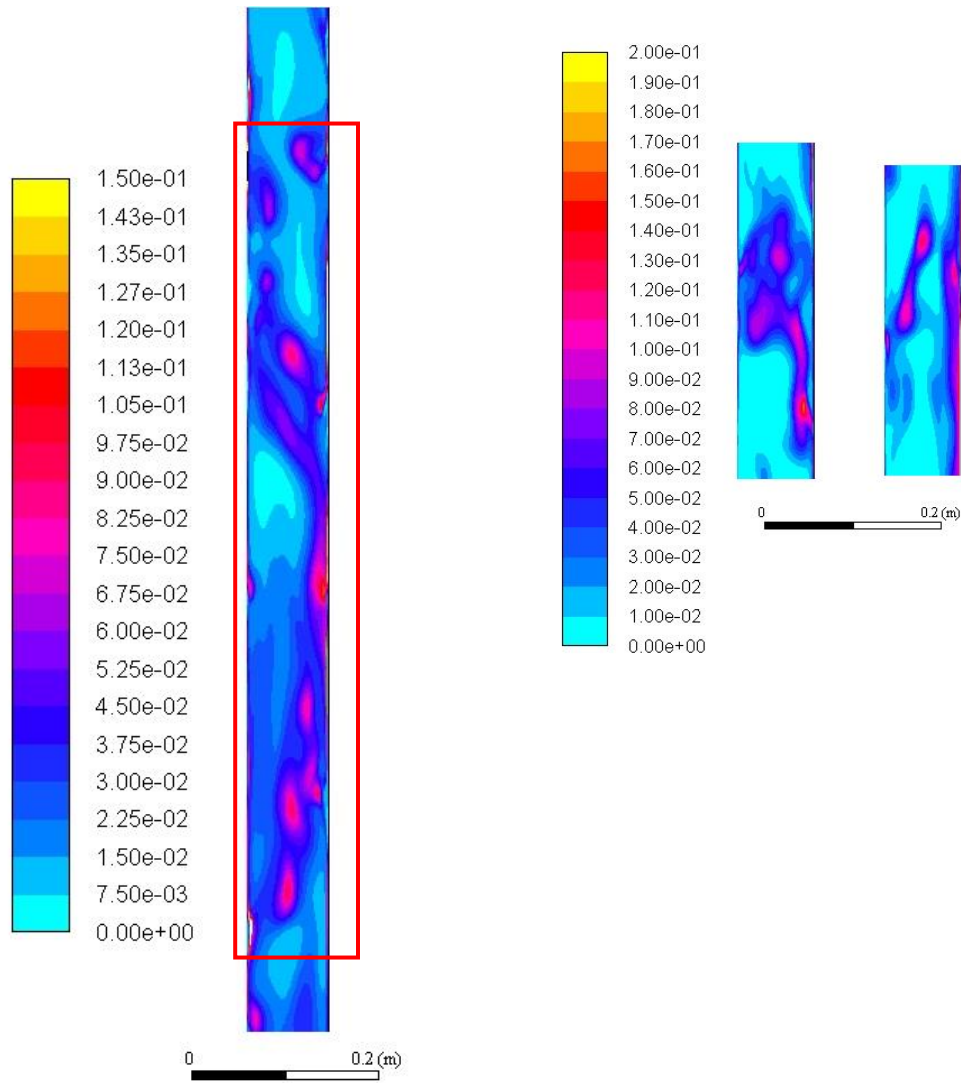 1.50e-01
1.43e-01
1.35e-01
1.27e-01
1.20e-01
1.13e-01
1.05e-01
9.75e-02
9.00e-02
8.25e-02
7.50e-02
6.75e-02
6.00e-02
5.25e-02
4.50e-02
3.75e-02
3.00e-02
2.25e-02
1.50e-02
7.50e-03
0.00e+00
0 0.2 (m)
2.00e-01
1.90e-01
1.80e-01
1.70e-01
1.60e-01
1.50e-01
1.40e-01
1.30e-01
1.20e-01
1.10e-01
1.00e-01
9.00e-02
8.00e-02
7.00e-02
6.00e-02
5.00e-02
4.00e-02
3.00e-02
2.00e-02
1.00e-02
0.00e+00
0 0.2 (m)